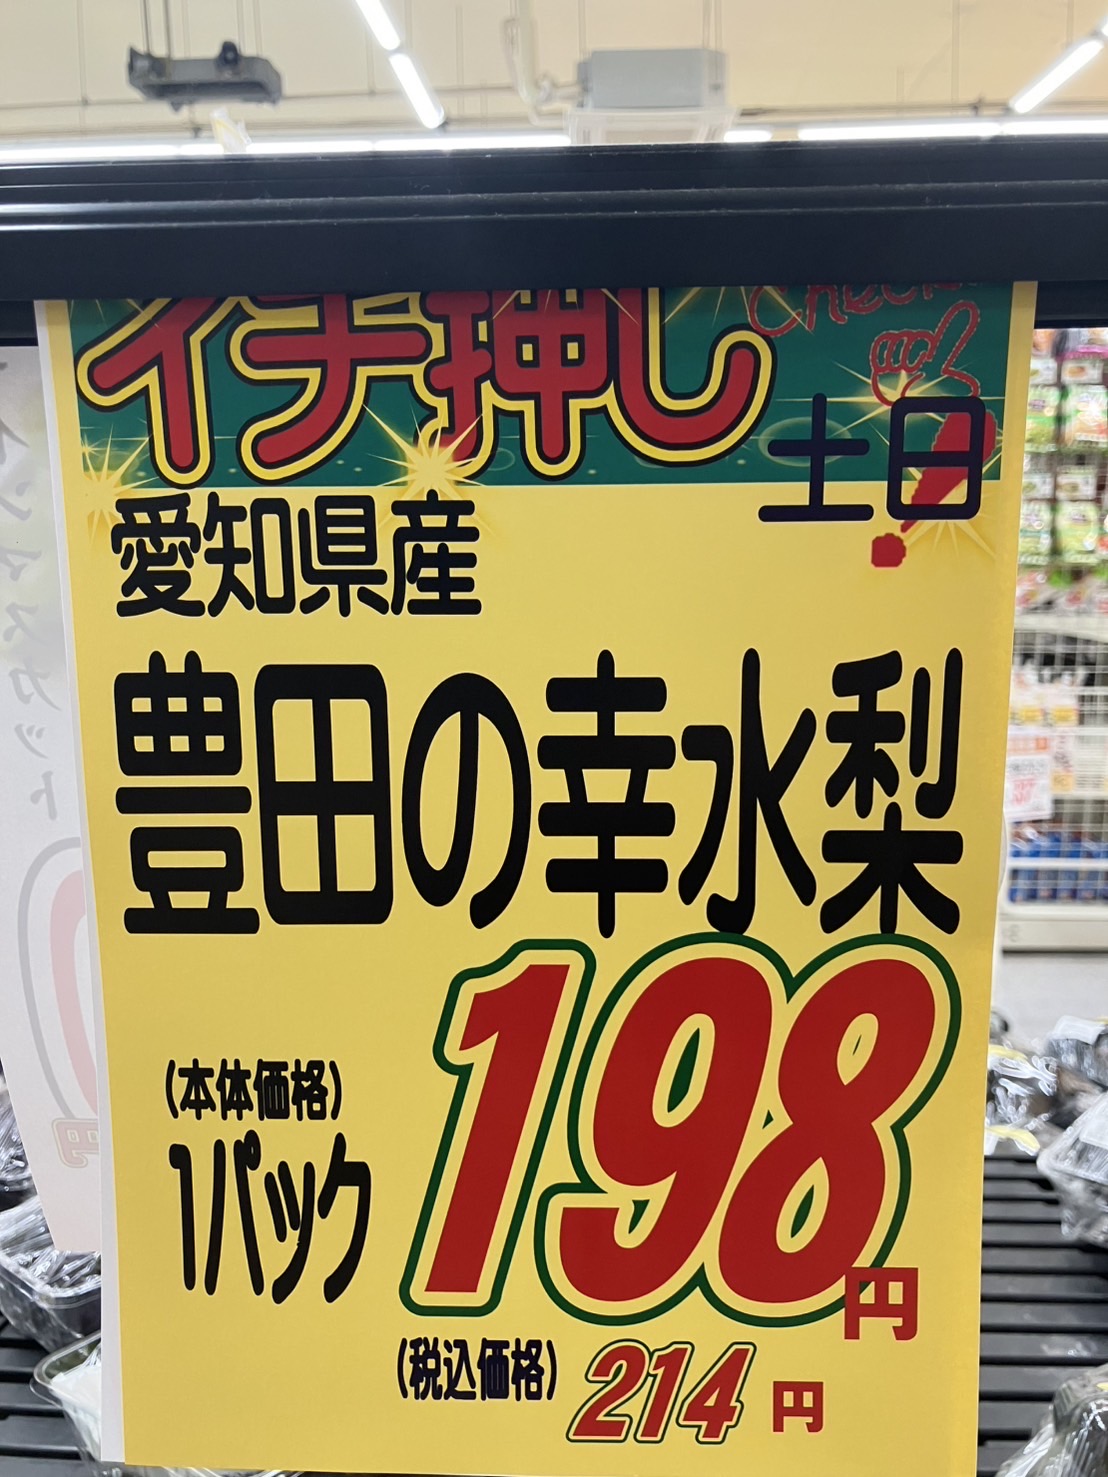 イチ押し
Check
土日
愛知県産
豊田の幸水梨
(本体価格)
1パック
198円
(税込価格) 214円